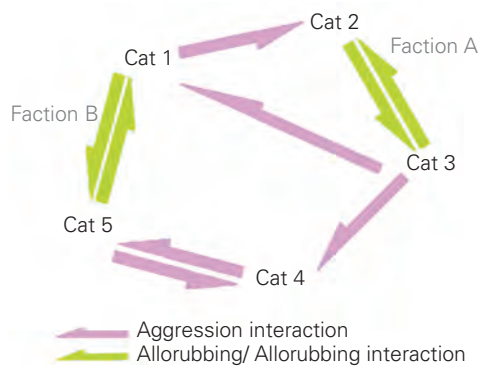 Cat 2
Faction A
Cat 1
Faction B
Cat 3
Cat 5
Cat 4
Aggression interaction
Allorubbing/ Allorubbing interaction